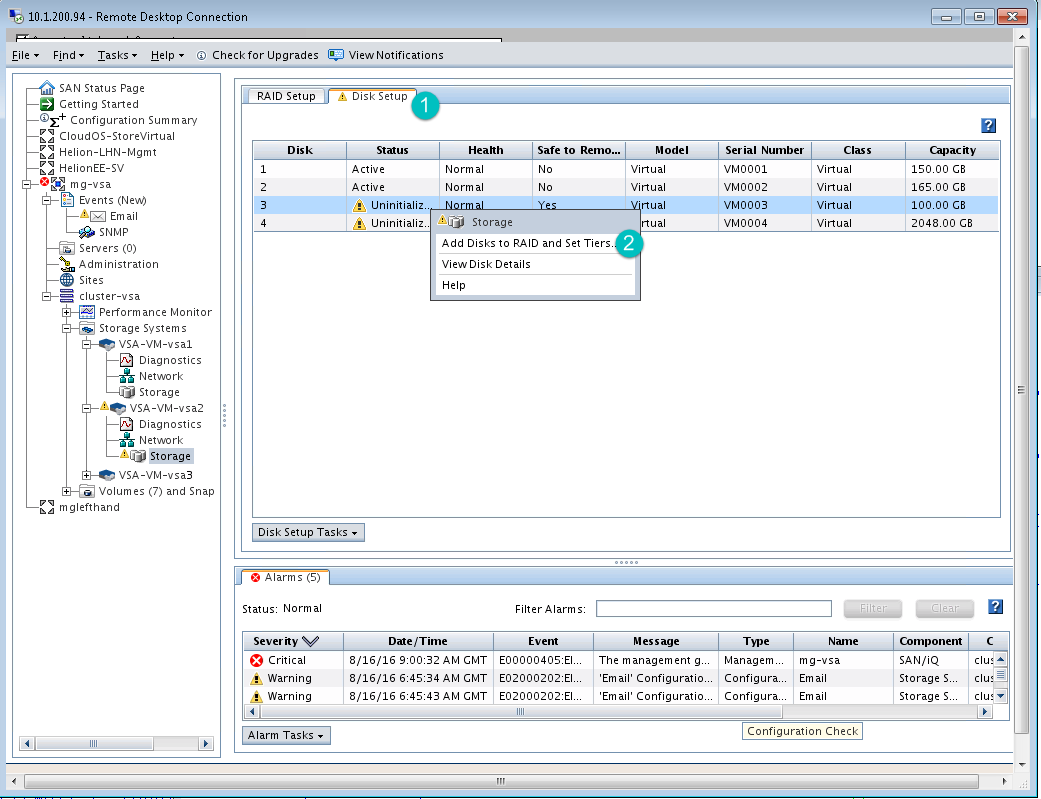 10.1.200.94 - Remote Desktop Connection
File Find Tasks Help Check for Upgrades View Notifications
SAN Status Page
Getting Started
Configuration Summary
CloudOS-StoreVirtual
Helion-LHN-Mgmt
HelionEE-SV
mg-vsa
Events (New)
Email
SNMP
Servers (0)
Administration
Sites
cluster-vsa
Performance Monitor
Storage Systems
VSA-VM-vsa1
Diagnostics
Network
Storage
VSA-VM-vsa2
Diagnostics
Network
Storage
VSA-VM-vsa3
Volumes (7) and Snap
mglefthand
RAID Setup Disk Setup 1
?
Disk Status Health Safe to Remo... Model Serial Number Class Capacity
1 Active Normal No Virtual VM0001 Virtual 150.00 GB
2 Active Normal No Virtual VM0002 Virtual 165.00 GB
3 Uninitializ... Normal Yes Virtual VM0003 Virtual 100.00 GB
4 Uninitializ... rtual VM0004 Virtual 2048.00 GB
Storage
Add Disks to RAID and Set Tiers.. 2
View Disk Details
Help
Disk Setup Tasks
Alarms (5)
Status: Normal Filter Alarms: Filter Clear ?
Severity Date/Time Event Message Type Name Component C
Critical 8/16/16 9:00:32 AM GMT E00000405:EI... The management g... Managem... mg-vsa SAN/iQ clus
Warning 8/16/16 6:45:34 AM GMT E02000202:EI... 'Email' Configuratio... Configura... Email Storage S... clus
Warning 8/16/16 6:45:43 AM GMT E02000202:EI... 'Email' Configuratio... Configura... Email Storage S... clus
Alarm Tasks
Configuration Check